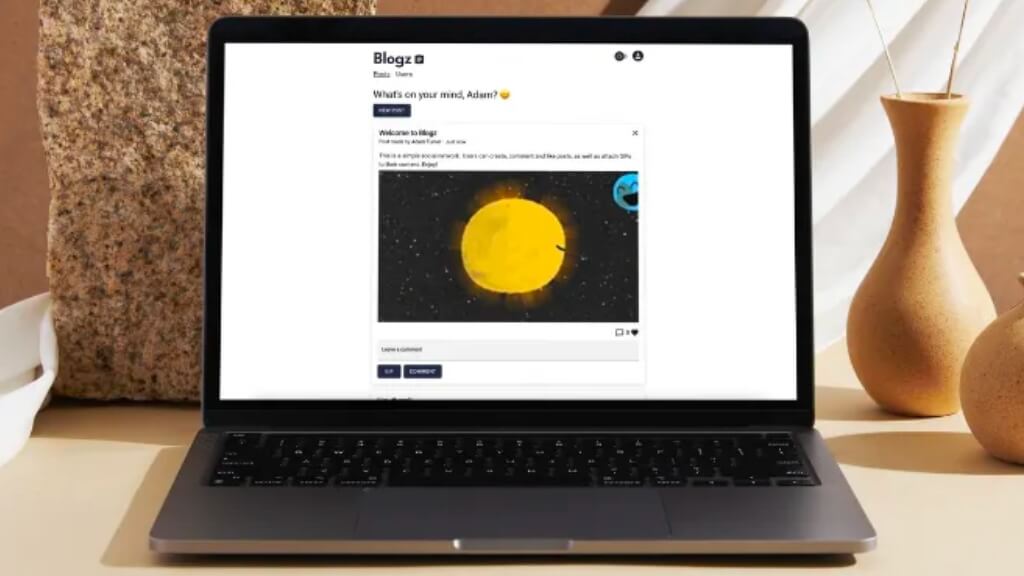 Blogz
Posts Users
What's on your mind, Adam? 😊
NEW POST
Welcome to Blogz
Post made by Adam Turner · Just now
This is a simple social network. Users can create, comment and like posts, as well as attach GIFs
to their content. Enjoy!
0
Leave a comment
GIF COMMENT